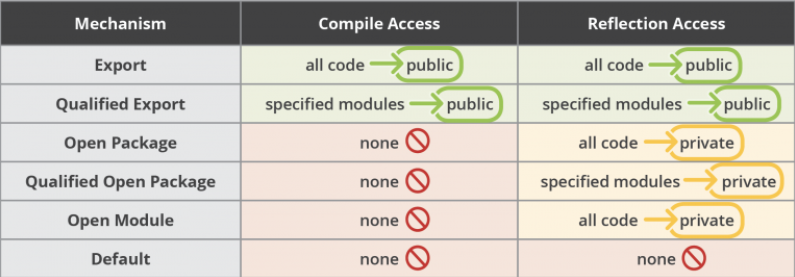 Mechanism Compile Access Reflection Access
Export all code public all code public
Qualified Export specified modules public specified modules public
Open Package none all code private
Qualified Open Package none specified modules private
Open Module none all code private
Default none none